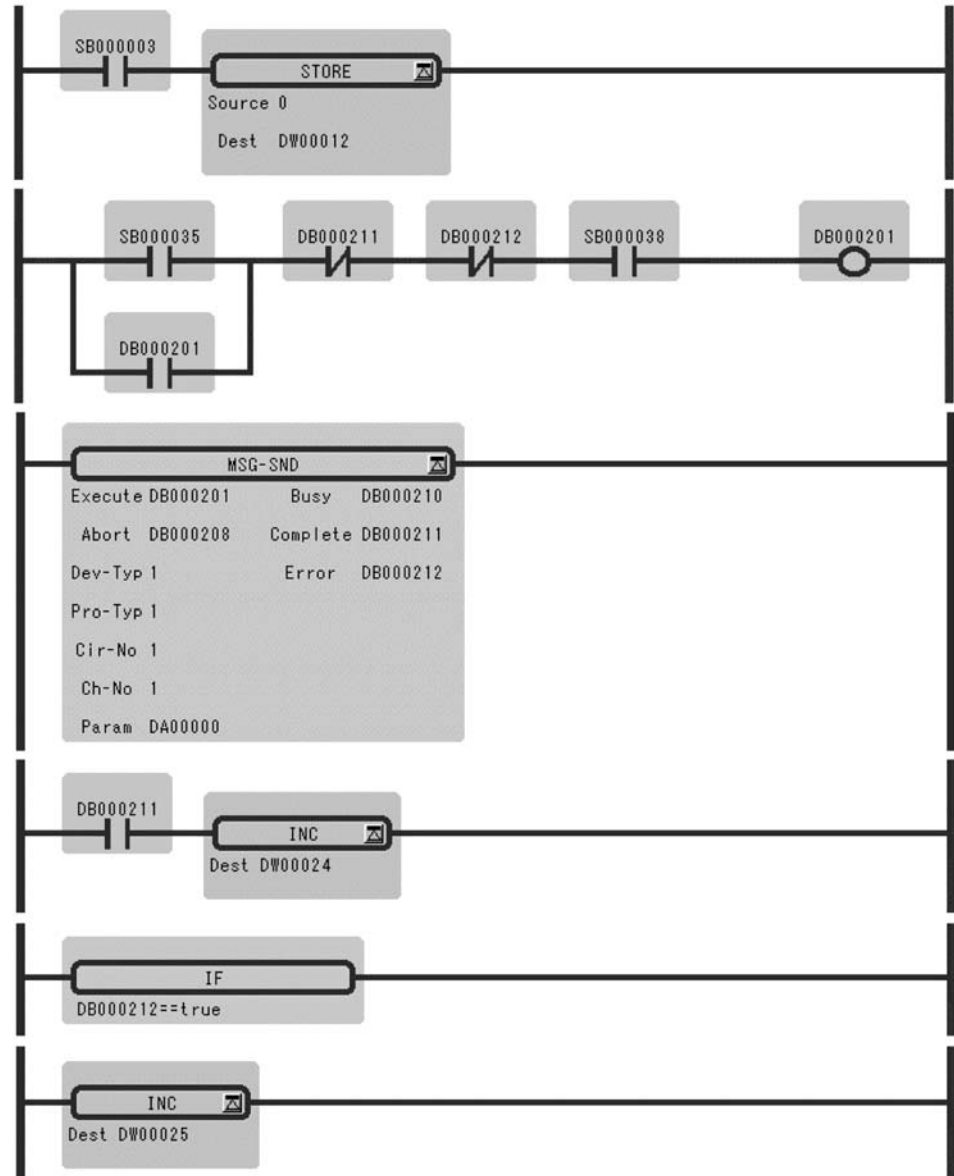 SB000003
STORE
Source 0
Dest DW00012
SB000035 DB000211 DB000212 SB000038 DB000201
DB000201
MSG-SND
Execute DB000201 Busy DB000210
Abort DB000208 Complete DB000211
Dev-Typ 1 Error DB000212
Pro-Typ 1
Cir-No 1
Ch-No 1
Param DA00000
DB000211
INC
Dest DW00024
IF
DB000212==true
INC
Dest DW00025